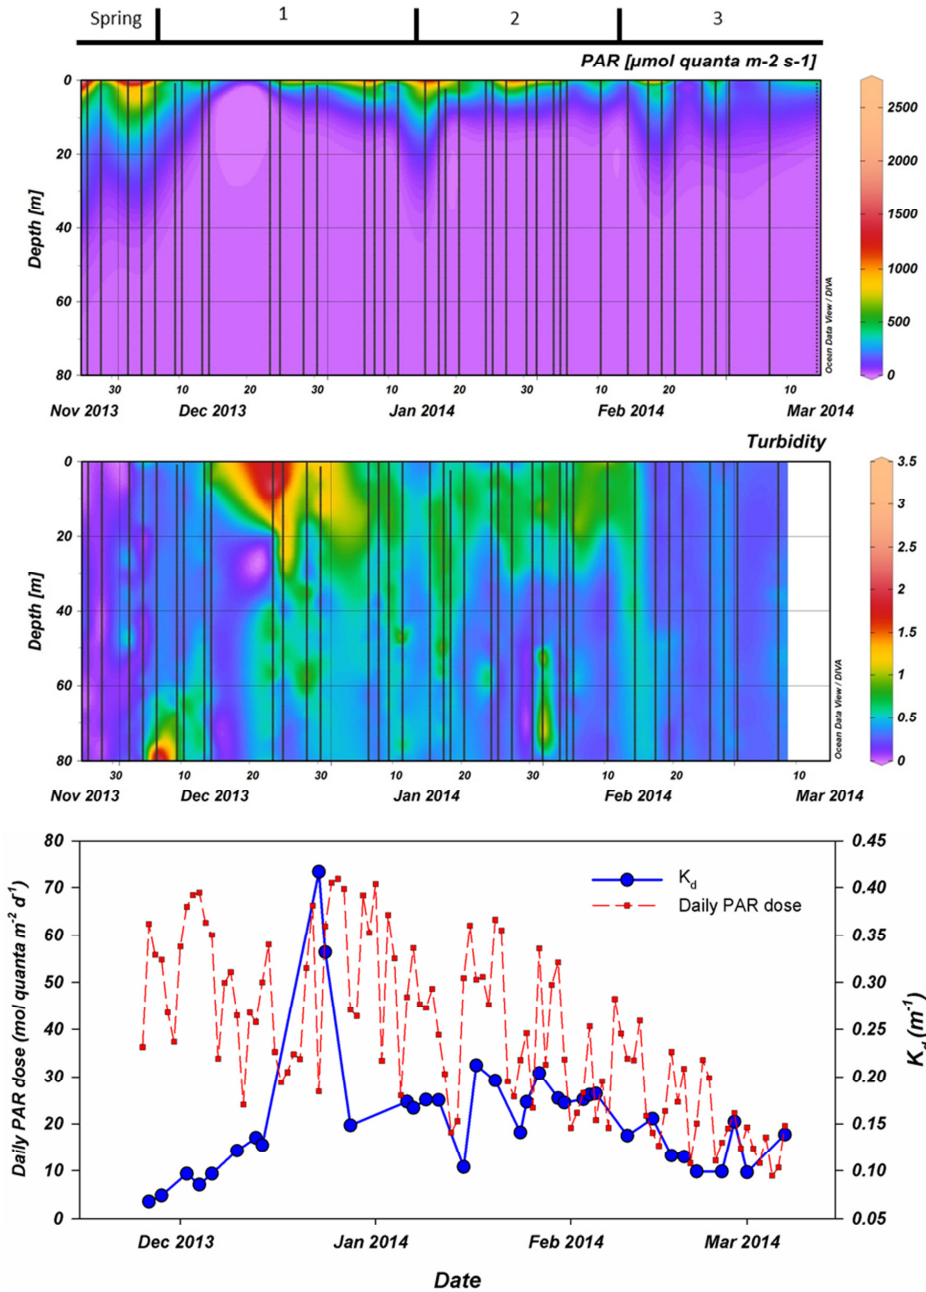 Spring 1 2 3
PAR [µmol quanta m-2 s-1]
0
20
40
60
80
Depth [m]
30 10 20 30 10 20 30 10 20 10
Nov 2013 Dec 2013 Jan 2014 Feb 2014 Mar 2014
Ocean Data View / DIVA
2500
2000
1500
1000
500
0
Turbidity
0
20
40
60
80
Depth [m]
30 10 20 30 10 20 30 10 20 10
Nov 2013 Dec 2013 Jan 2014 Feb 2014 Mar 2014
Ocean Data View / DIVA
3.5
3
2.5
2
1.5
1
0.5
0
80
70
60
50
40
30
20
10
0
Daily PAR dose (mol quanta m-2 d-1)
Kd
Daily PAR dose
0.45
0.40
0.35
0.30
0.25
0.20
0.15
0.10
0.05
Kd (m-1)
Dec 2013 Jan 2014 Feb 2014 Mar 2014
Date